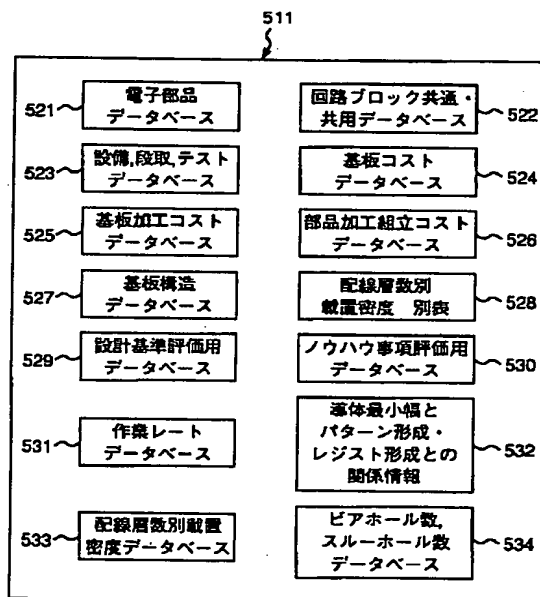 511
521
電子部品
データベース
回路ブロック共通・
共用データベース
522
523
設備,段取,テスト
データベース
基板コスト
データベース
524
525
基板加工コスト
データベース
部品加工組立コスト
データベース
526
527
基板構造
データベース
配線層数別
載置密度 別表
528
529
設計基準評価用
データベース
ノウハウ事項評価用
データベース
530
531
作業レート
データベース
導体最小幅と
パターン形成・
レジスト形成との
関係情報
532
533
配線層数別載置
密度データベース
ビアホール数,
スルーホール数
データベース
534